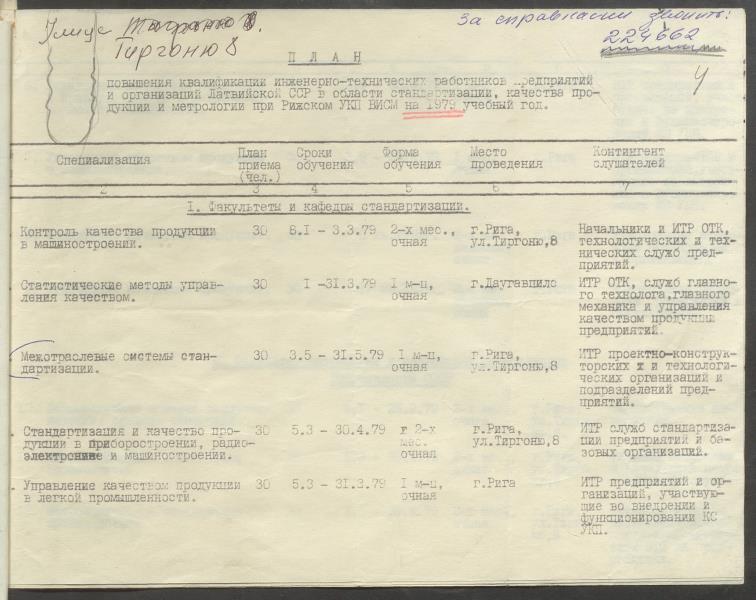 За справками звонить:
224662
Улице
Тиргоню 8
4
П Л А Н
повышения квалификации инженерно-технических работников предприятий
и организаций Латвийской ССР в области стандартизации, качества про-
дукции и метрологии при Рижском УКП ВИСМ на 1979 учебный год.
Специализация План приема (чел.) Сроки обучения Форма обучения Место проведения Контингент слушателей
2 3 4 5 6 7
I. Факультеты и кафедры стандартизации.
Контроль качества продукции 30 8.I - 3.3.79 2-х мес., г.Рига, Начальники и ИТР ОТК,
в машиностроении. очная ул.Тиргоню,8 технологических и тех-
нических служб пред-
приятий.
Статистические методы управ- 30 I -3I.3.79 I м-ц, г.Даугавпилс ИТР ОТК, служб главно-
ления качеством. очная го технолога,главного
механика и управления
качеством продукции
предприятий.
Межотраслевые системы стан- 30 3.5 - 3I.5.79 I м-ц, г.Рига, ИТР проектно-конструк-
дартизации. очная ул.Тиргоню,8 торских и технологи-
ческих организаций и
подразделений пред-
приятий.
Стандартизация и качество про- 30 5.3 - 30.4.79 2-х г.Рига, ИТР служб стандартиза-
дукции в приборостроении, радио- мес. ул.Тиргоню,8 ции предприятий и ба-
электронике и машиностроении. очная зовых организаций.
Управление качеством продукции 30 5.3 - 3I.3.79 I м-ц, г.Рига ИТР предприятий и ор-
в легкой промышленности. очная ганизаций, участвую-
щие во внедрении и
функционировании КС
УКП.